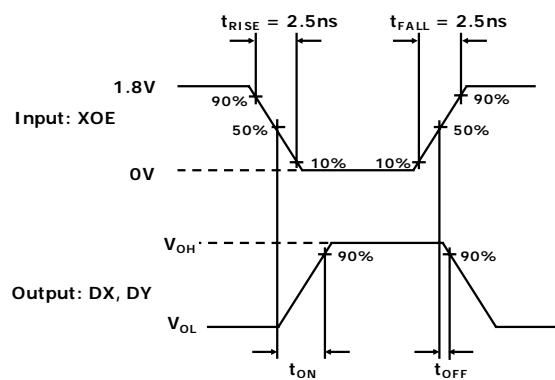 tRISE = 2.5ns
tFALL = 2.5ns
1.8V
90%
90%
Input: XOE
50%
50%
10%
10%
0V
VOH
90%
90%
Output: DX, DY
VOL
tON
tOFF